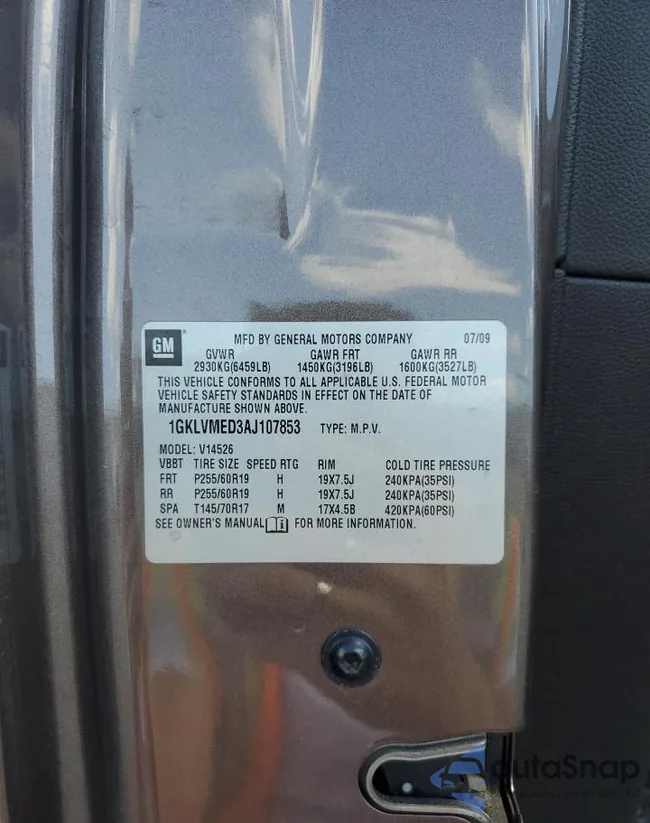 GM
MFD BY GENERAL MOTORS COMPANY 07/09
GVWR GAWR FRT GAWR RR
2930KG(6459LB) 1450KG(3196LB) 1600KG(3527LB)
THIS VEHICLE CONFORMS TO ALL APPLICABLE U.S. FEDERAL MOTOR
VEHICLE SAFETY STANDARDS IN EFFECT ON THE DATE OF
MANUFACTURE SHOWN ABOVE.
1GKLVMED3AJ107853 TYPE: M.P.V.
MODEL: V14526
VBBT TIRE SIZE SPEED RTG RIM COLD TIRE PRESSURE
FRT P255/60R19 H 19X7.5J 240KPA(35PSI)
RR P255/60R19 H 19X7.5J 240KPA(35PSI)
SPA T145/70R17 M 17X4.5B 420KPA(60PSI)
SEE OWNER'S MANUAL i FOR MORE INFORMATION.
autaSnap